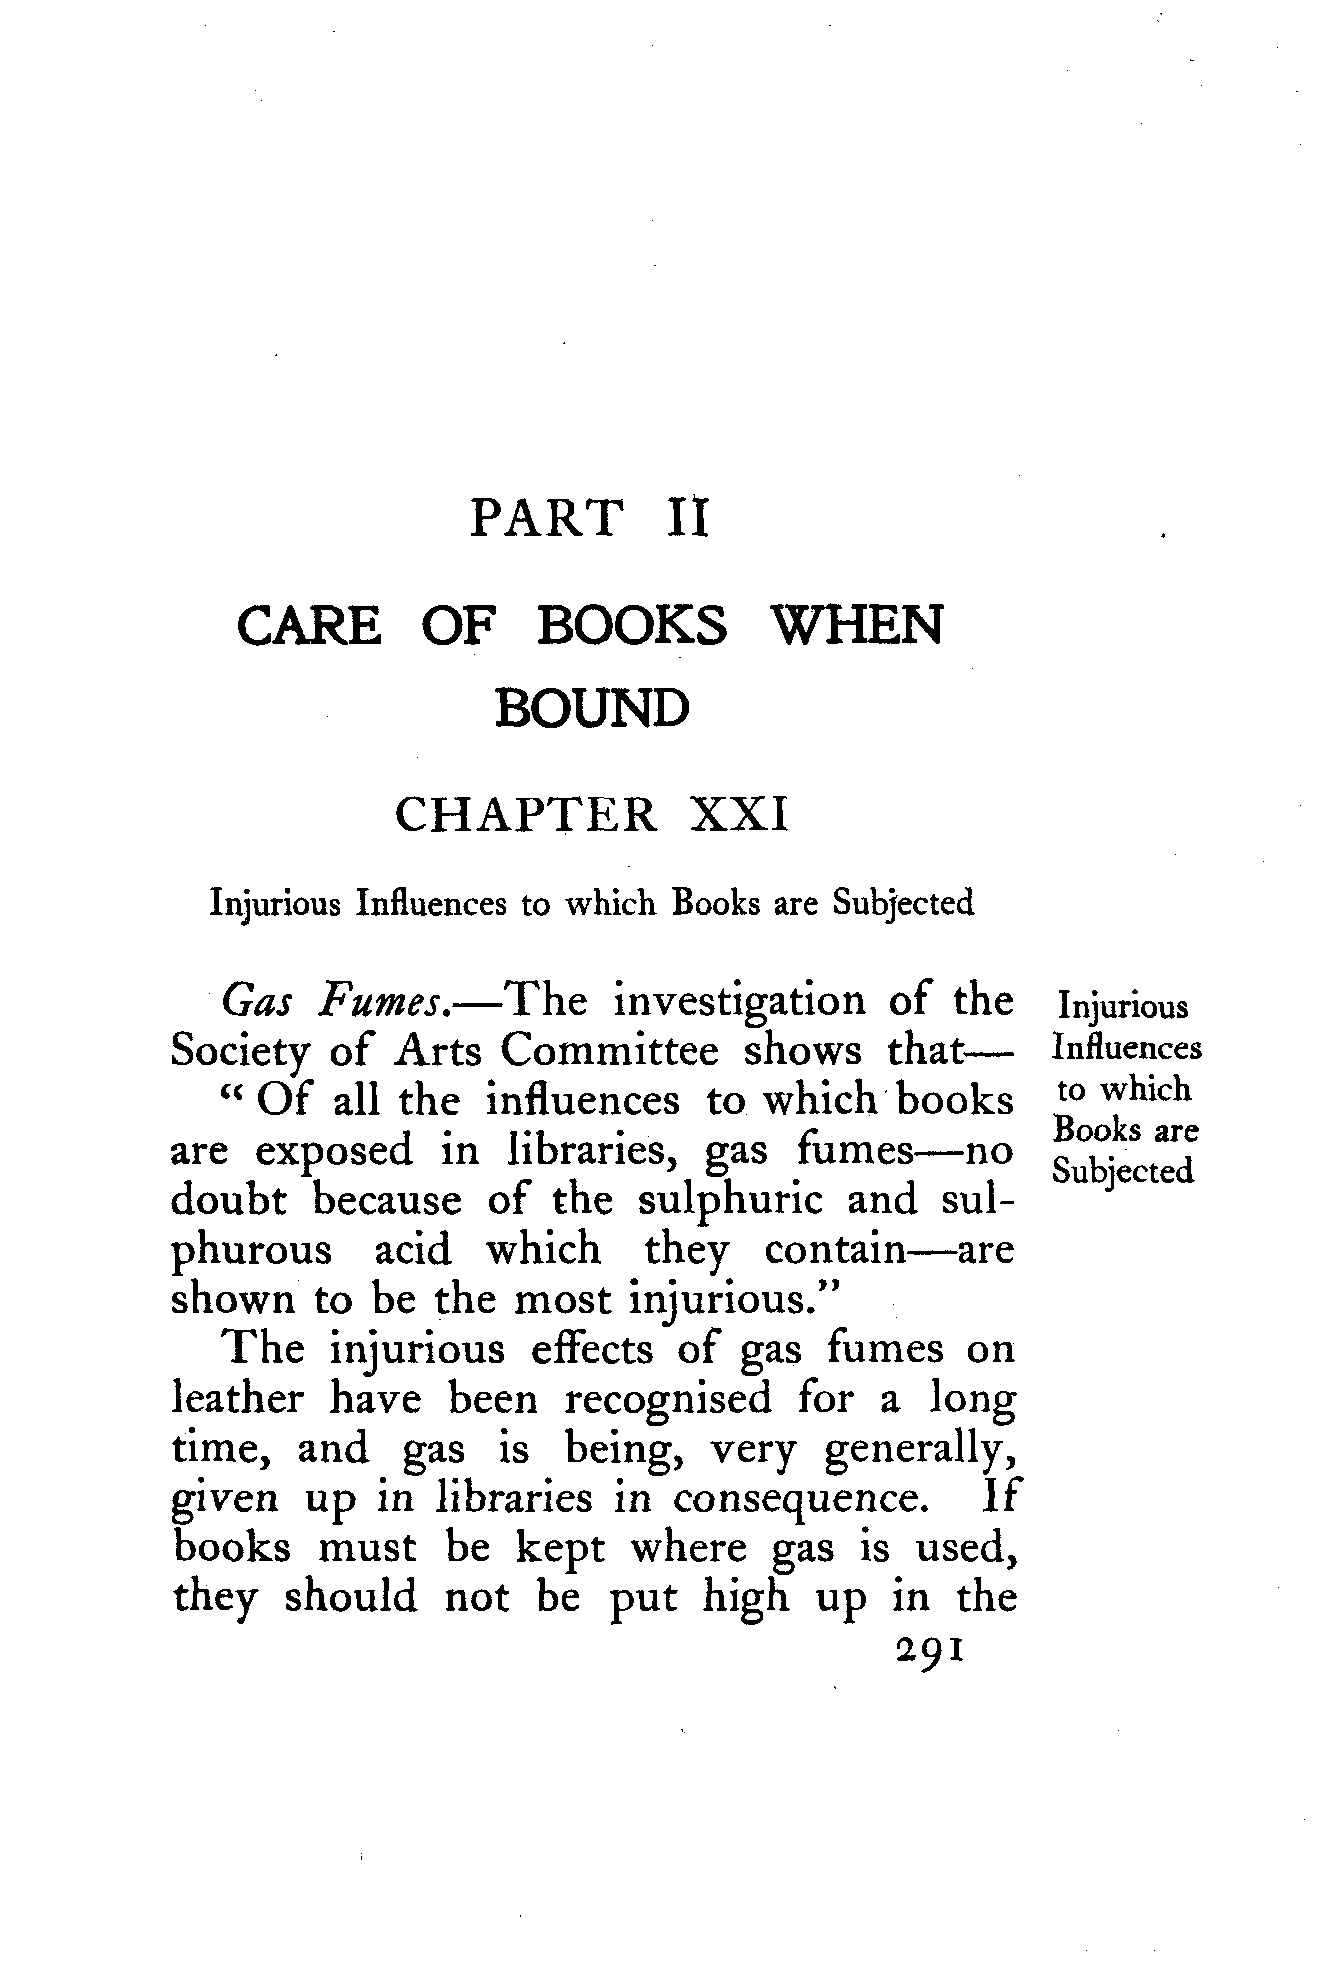 PART II
CARE OF BOOKS WHEN
BOUND
CHAPTER XXI
Injurious Influences to which Books are Subjected
Gas Fumes.—The investigation of the
Society of Arts Committee shows that—
“ Of all the influences to which books
are exposed in libraries, gas fumes—no
doubt because of the sulphuric and sul-
phurous acid which they contain—are
shown to be the most injurious.”
The injurious effects of gas fumes on
leather have been recognised for a long
time, and gas is being, very generally,
given up in libraries in consequence. If
books must be kept where gas is used,
they should not be put high up in the
Injurious
Influences
to which
Books are
Subjected
291